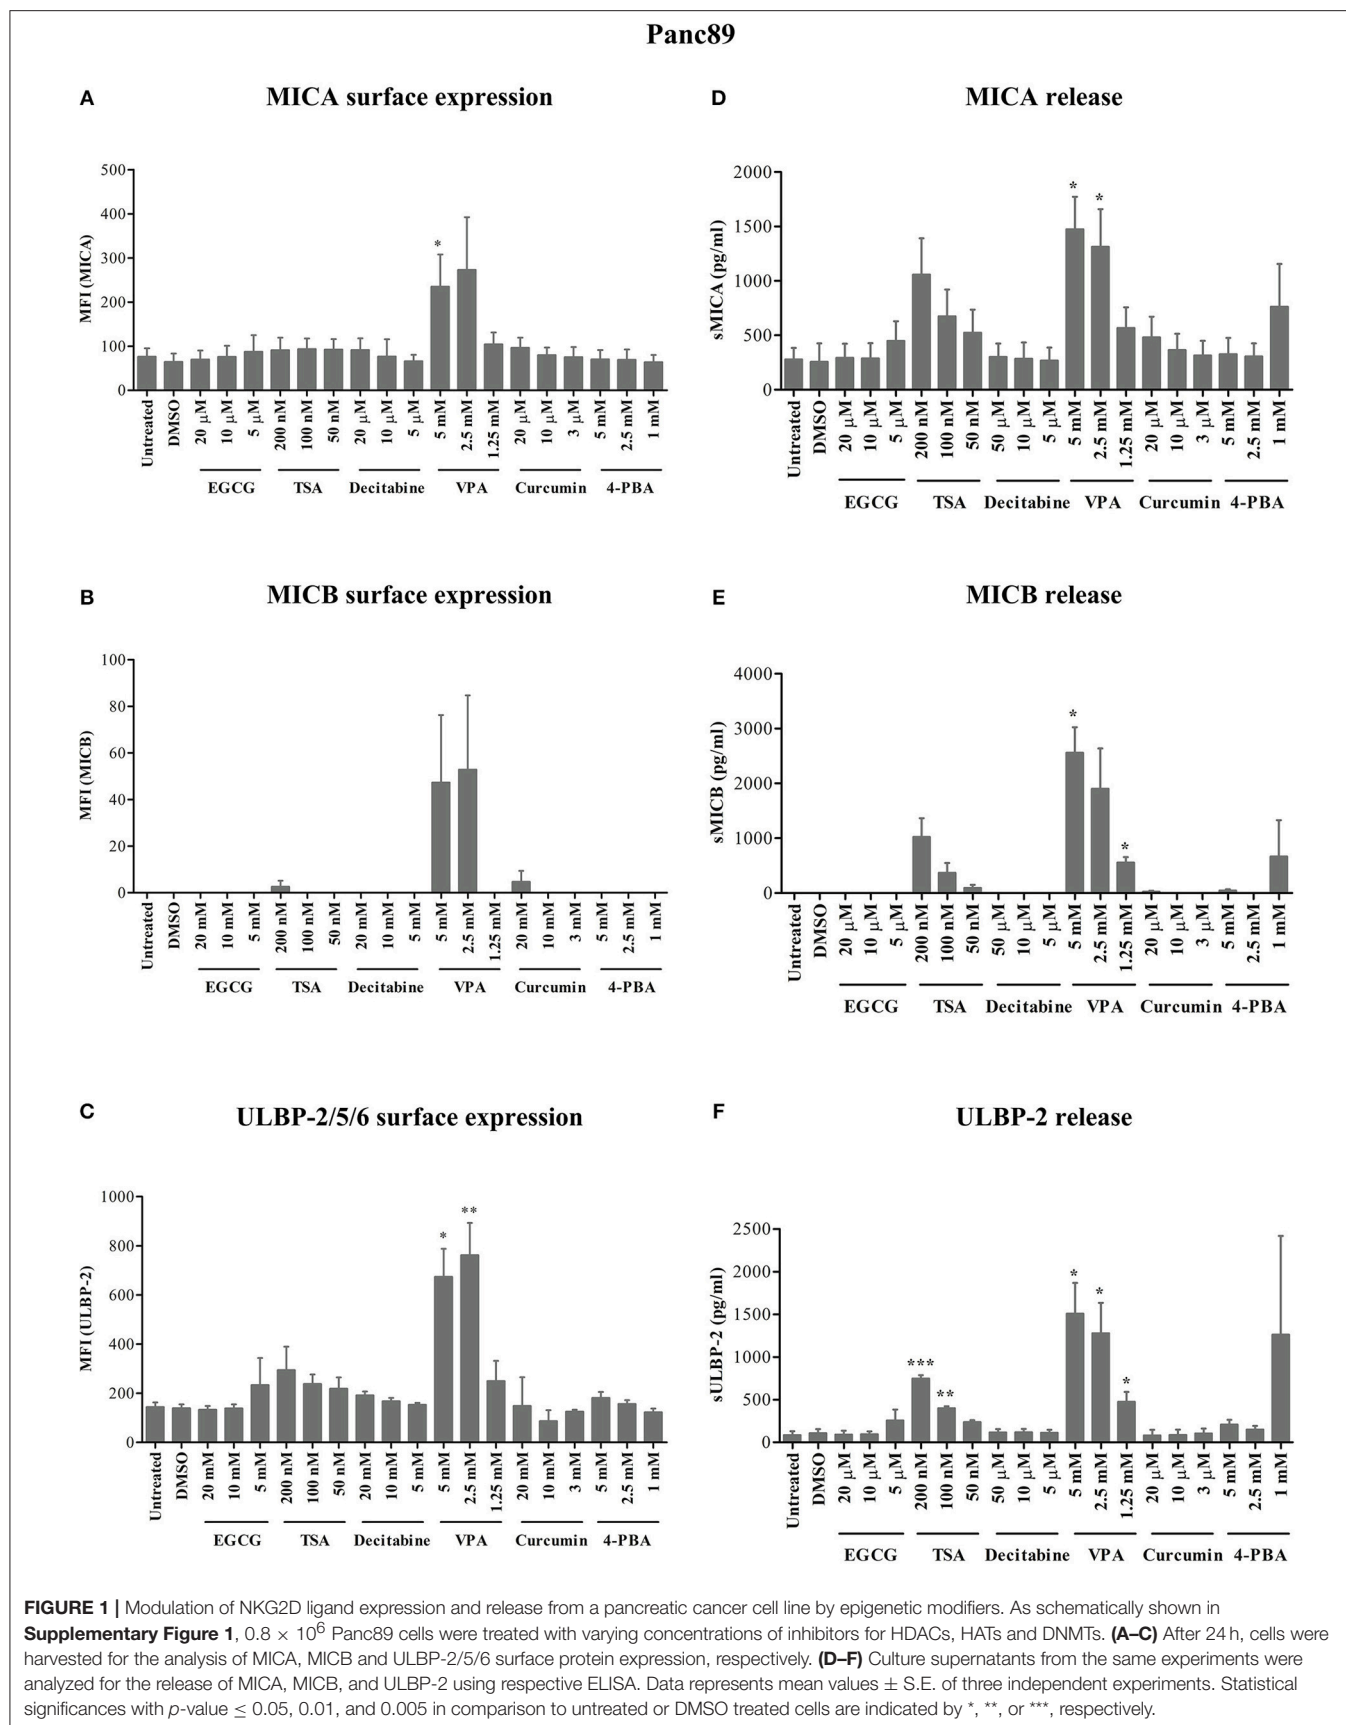 Panc89
A
MICA surface expression
MFI (MICA)
500
400
300
200
100
0
*
Untreated
DMSO
20 µM
10 µM
5 µM
200 nM
100 nM
50 nM
20 µM
10 µM
5 µM
5 mM
2.5 mM
1.25 mM
20 µM
10 µM
3 µM
5 mM
2.5 mM
1 mM
EGCG TSA Decitabine VPA Curcumin 4-PBA
D
MICA release
sMICA (pg/ml)
2000
1500
1000
500
0
* *
Untreated
DMSO
20 µM
10 µM
5 µM
200 nM
100 nM
50 nM
50 µM
10 µM
5 µM
5 mM
2.5 mM
1.25 mM
20 µM
10 µM
3 µM
5 mM
2.5 mM
1 mM
EGCG TSA Decitabine VPA Curcumin 4-PBA
B
MICB surface expression
MFI (MICB)
100
80
60
40
20
0
Untreated
DMSO
20 mM
10 mM
5 mM
200 nM
100 nM
50 nM
20 mM
10 mM
5 mM
5 mM
2.5 mM
1.25 mM
20 mM
10 mM
3 mM
5 mM
2.5 mM
1 mM
EGCG TSA Decitabine VPA Curcumin 4-PBA
E
MICB release
sMICB (pg/ml)
4000
3000
2000
1000
0
* *
Untreated
DMSO
20 µM
10 µM
5 µM
200 nM
100 nM
50 nM
50 µM
10 µM
5 µM
5 mM
2.5 mM
1.25 mM
20 µM
10 µM
3 µM
5 mM
2.5 mM
1 mM
EGCG TSA Decitabine VPA Curcumin 4-PBA
C
ULBP-2/5/6 surface expression
MFI (ULBP-2)
1000
800
600
400
200
0
* **
Untreated
DMSO
20 mM
10 mM
5 mM
200 nM
100 nM
50 nM
20 mM
10 mM
5 mM
5 mM
2.5 mM
1.25 mM
20 mM
10 mM
3 mM
5 mM
2.5 mM
1 mM
EGCG TSA Decitabine VPA Curcumin 4-PBA
F
ULBP-2 release
sULBP-2 (pg/ml)
2500
2000
1500
1000
500
0
*** ** * * *
Untreated
DMSO
20 µM
10 µM
5 µM
200 nM
100 nM
50 nM
50 µM
10 µM
5 µM
5 mM
2.5 mM
1.25 mM
20 µM
10 µM
3 µM
5 mM
2.5 mM
1 mM
EGCG TSA Decitabine VPA Curcumin 4-PBA
FIGURE 1 | Modulation of NKG2D ligand expression and release from a pancreatic cancer cell line by epigenetic modifiers. As schematically shown in
Supplementary Figure 1, 0.8 × 10⁶ Panc89 cells were treated with varying concentrations of inhibitors for HDACs, HATs and DNMTs. (A–C) After 24 h, cells were
harvested for the analysis of MICA, MICB and ULBP-2/5/6 surface protein expression, respectively. (D–F) Culture supernatants from the same experiments were
analyzed for the release of MICA, MICB, and ULBP-2 using respective ELISA. Data represents mean values ± S.E. of three independent experiments. Statistical
significances with p-value ≤ 0.05, 0.01, and 0.005 in comparison to untreated or DMSO treated cells are indicated by *, **, or ***, respectively.